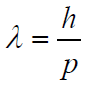 λ = h/p